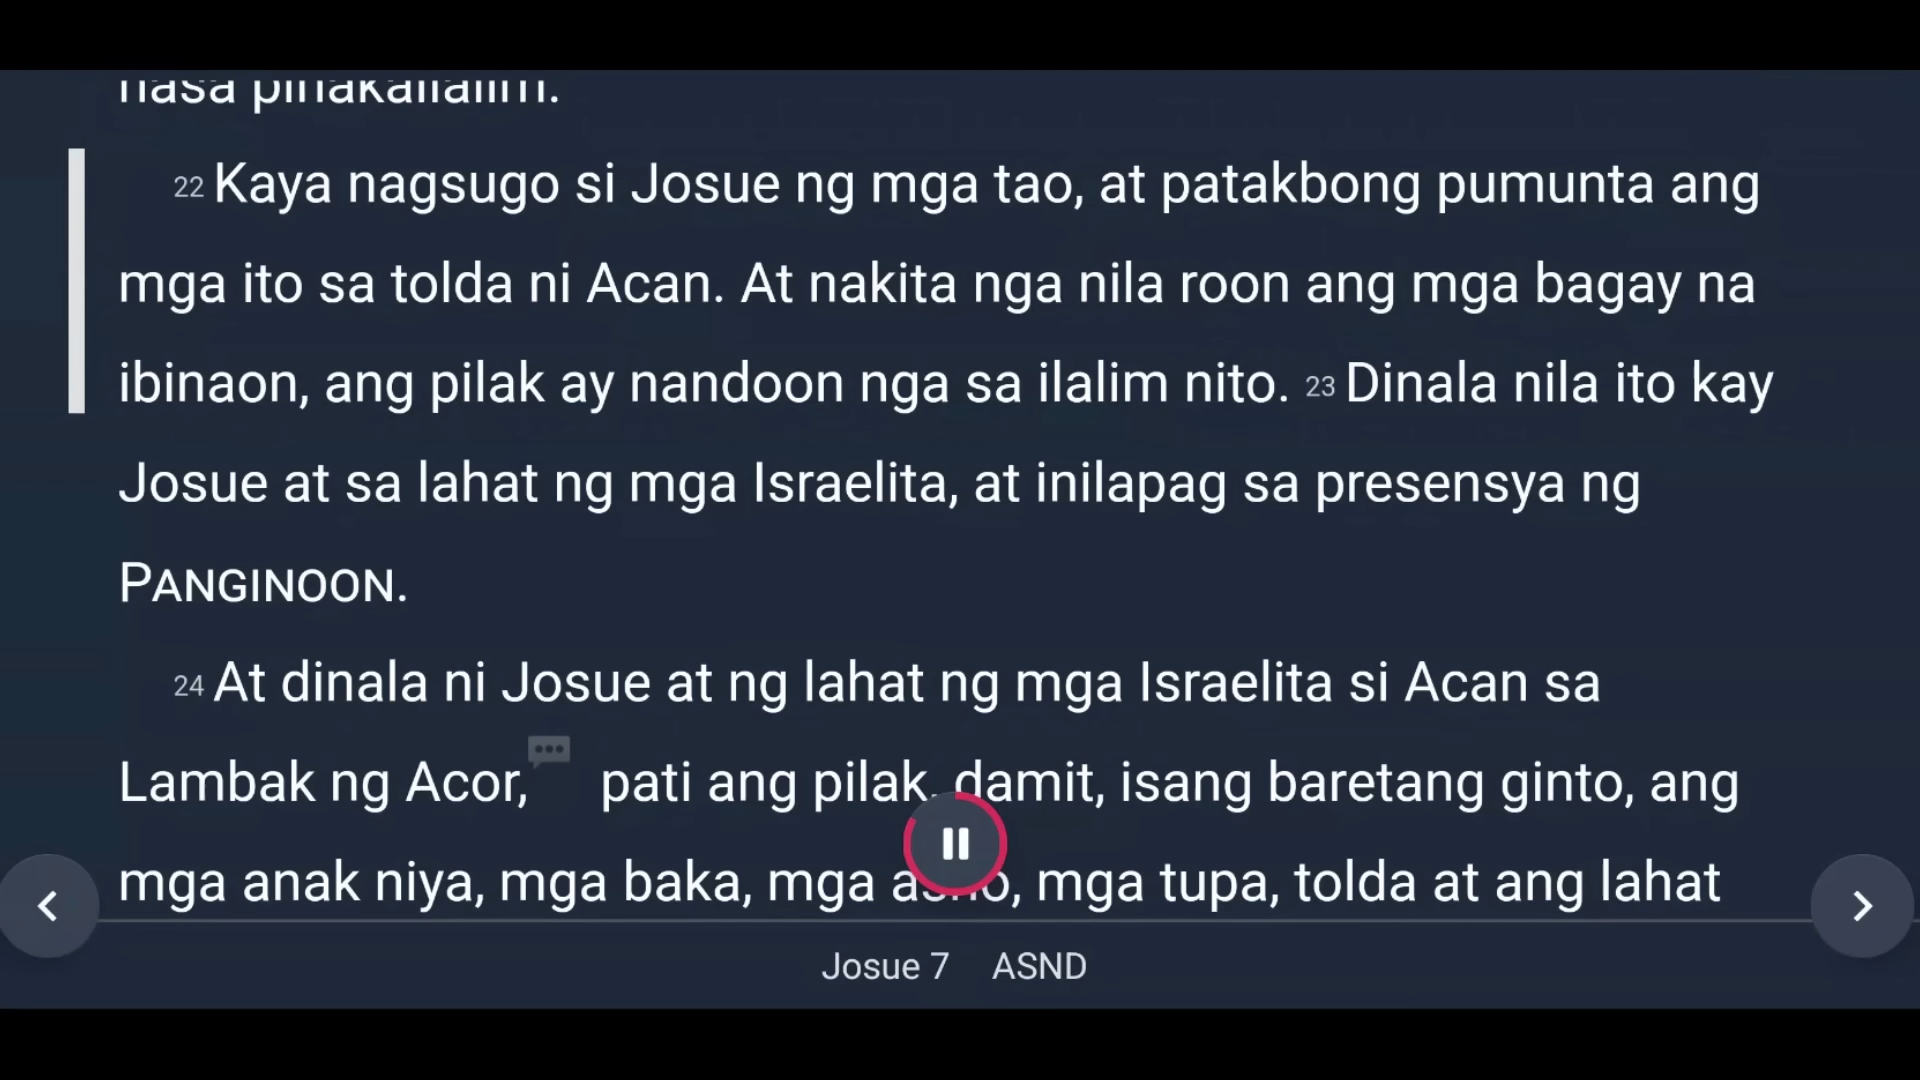 nasa pinakailalim.
22 Kaya nagsugo si Josue ng mga tao, at patakbong pumunta ang
mga ito sa tolda ni Acan. At nakita nga nila roon ang mga bagay na
ibinaon, ang pilak ay nandoon nga sa ilalim nito. 23 Dinala nila ito kay
Josue at sa lahat ng mga Israelita, at inilapag sa presensya ng
PANGINOON.
24 At dinala ni Josue at ng lahat ng mga Israelita si Acan sa
Lambak ng Acor, pati ang pilak, damit, isang baretang ginto, ang
mga anak niya, mga baka, mga asno, mga tupa, tolda at ang lahat
Josue 7 ASND